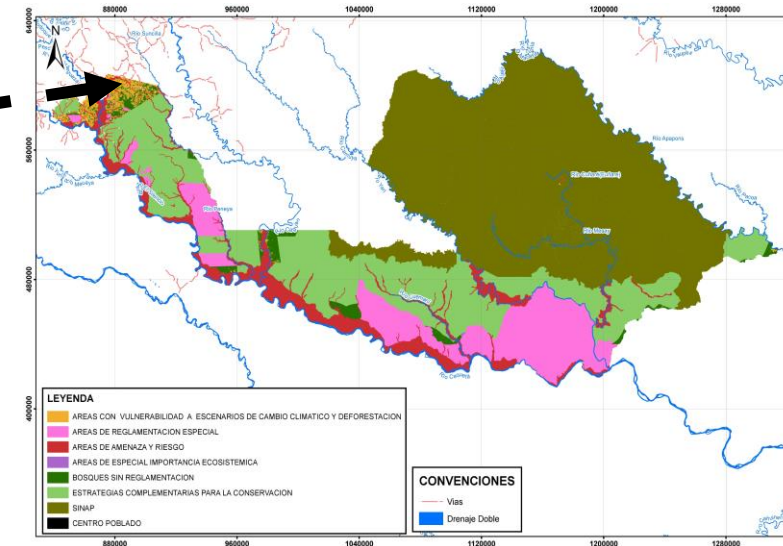 880000 960000 1040000 1120000 1200000 1280000
640000
N
Río Sunciya
Río Apaporis
560000
Río Cuñaré(Cuñare)
Río Mesay
480000
Río Caquetá
400000
LEYENDA
AREAS CON VULNERABILIDAD A ESCENARIOS DE CAMBIO CLIMATICO Y DEFORESTACION
AREAS DE REGLAMENTACION ESPECIAL
AREAS DE AMENAZA Y RIESGO
AREAS DE ESPECIAL IMPORTANCIA ECOSISTEMICA
BOSQUES SIN REGLAMENTACION
ESTRATEGIAS COMPLEMENTARIAS PARA LA CONSERVACION
SINAP
CENTRO POBLADO
CONVENCIONES
Vias
Drenaje Doble
880000 960000 1040000 1120000 1200000 1280000